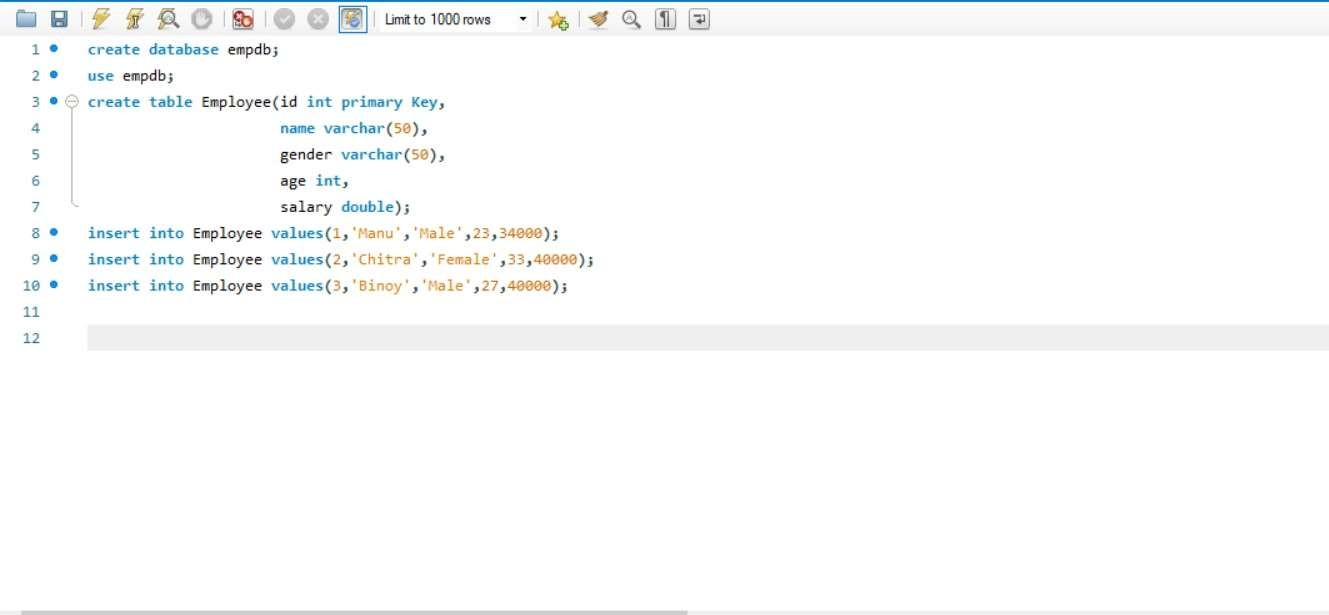 Limit to 1000 rows
1 create database empdb;
2 use empdb;
3 create table Employee(id int primary Key,
4 name varchar(50),
5 gender varchar(50),
6 age int,
7 salary double);
8 insert into Employee values(1,'Manu','Male',23,34000);
9 insert into Employee values(2,'Chitra','Female',33,40000);
10 insert into Employee values(3,'Binoy','Male',27,40000);
11
12